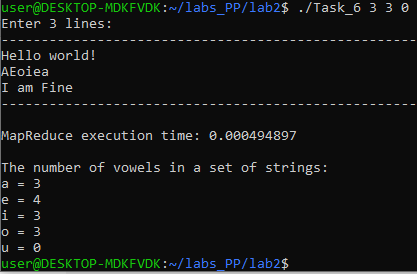 user@DESKTOP-MDKFVDK:~/labs_PP/lab2$ ./Task_6 3 3 0
Enter 3 lines:
----------------------------------------------------
Hello world!
AEoiea
I am Fine
----------------------------------------------------
MapReduce execution time: 0.000494897
The number of vowels in a set of strings:
a = 3
e = 4
i = 3
o = 3
u = 0
user@DESKTOP-MDKFVDK:~/labs_PP/lab2$